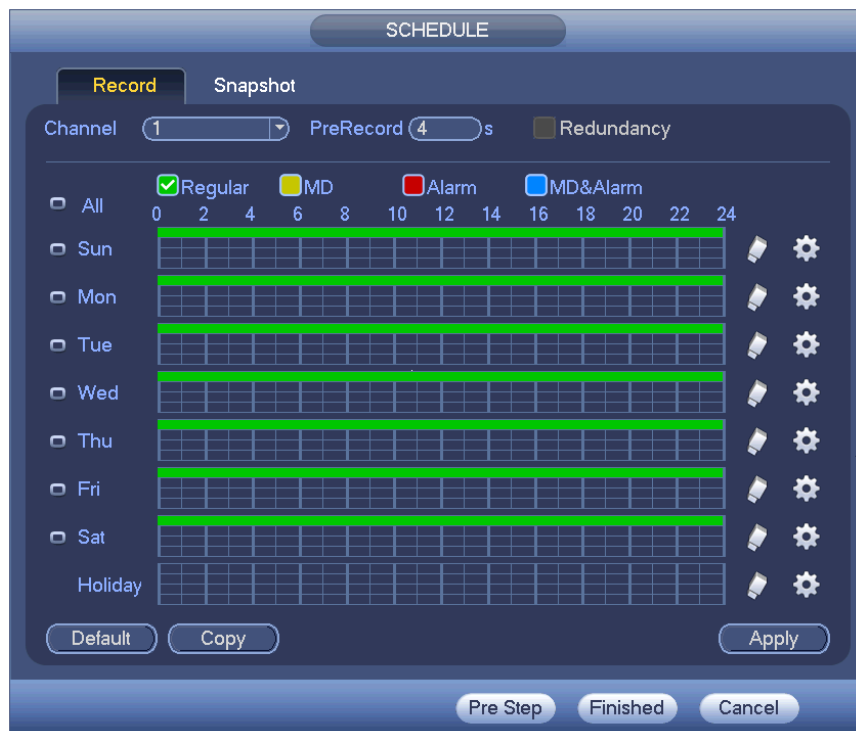 SCHEDULE
Record Snapshot
Channel 1 PreRecord 4 s Redundancy
Regular MD Alarm MD&Alarm
All
0 2 4 6 8 10 12 14 16 18 20 22 24
Sun
Mon
Tue
Wed
Thu
Fri
Sat
Holiday
Default Copy Apply
Pre Step Finished Cancel